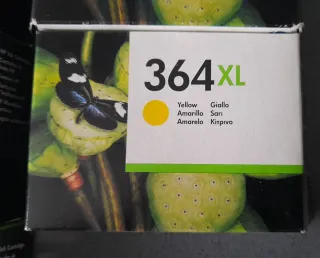 364XL
Yellow Giallo
Amarillo Sarı
Amarelo Κίτρινο